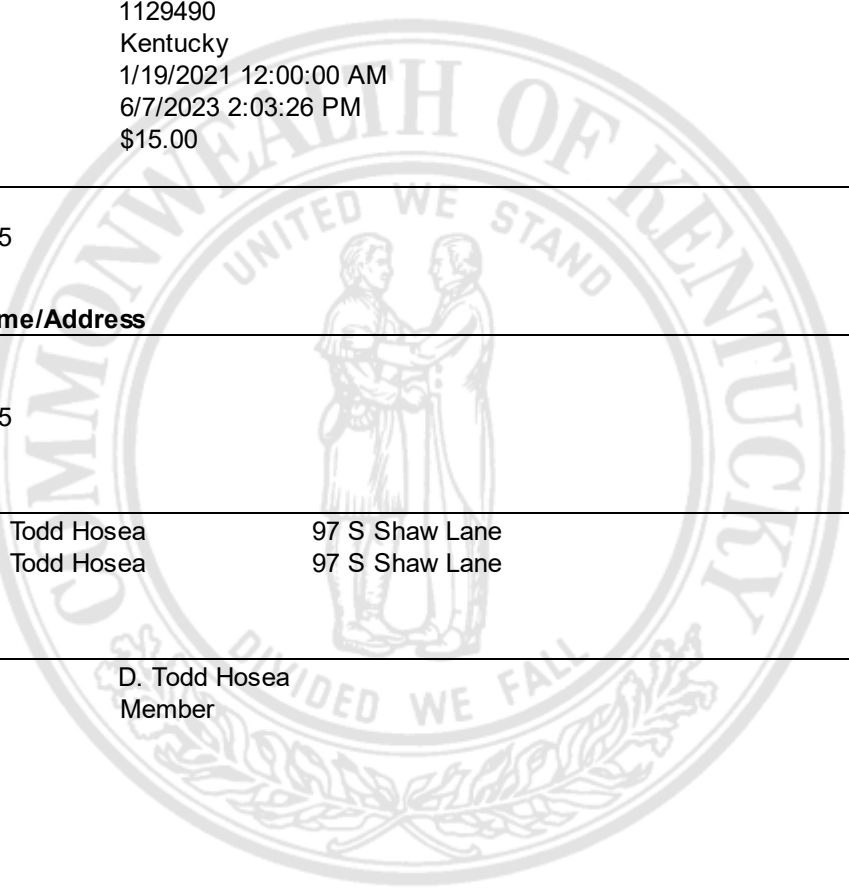 1129490
Kentucky
1/19/2021 12:00:00 AM
6/7/2023 2:03:26 PM
$15.00
COMMONWEALTH OF KENTUCKY
UNITED WE STAND
5
me/Address
5
Todd Hosea 97 S Shaw Lane
Todd Hosea 97 S Shaw Lane
DIVIDED WE FALL
D. Todd Hosea
Member